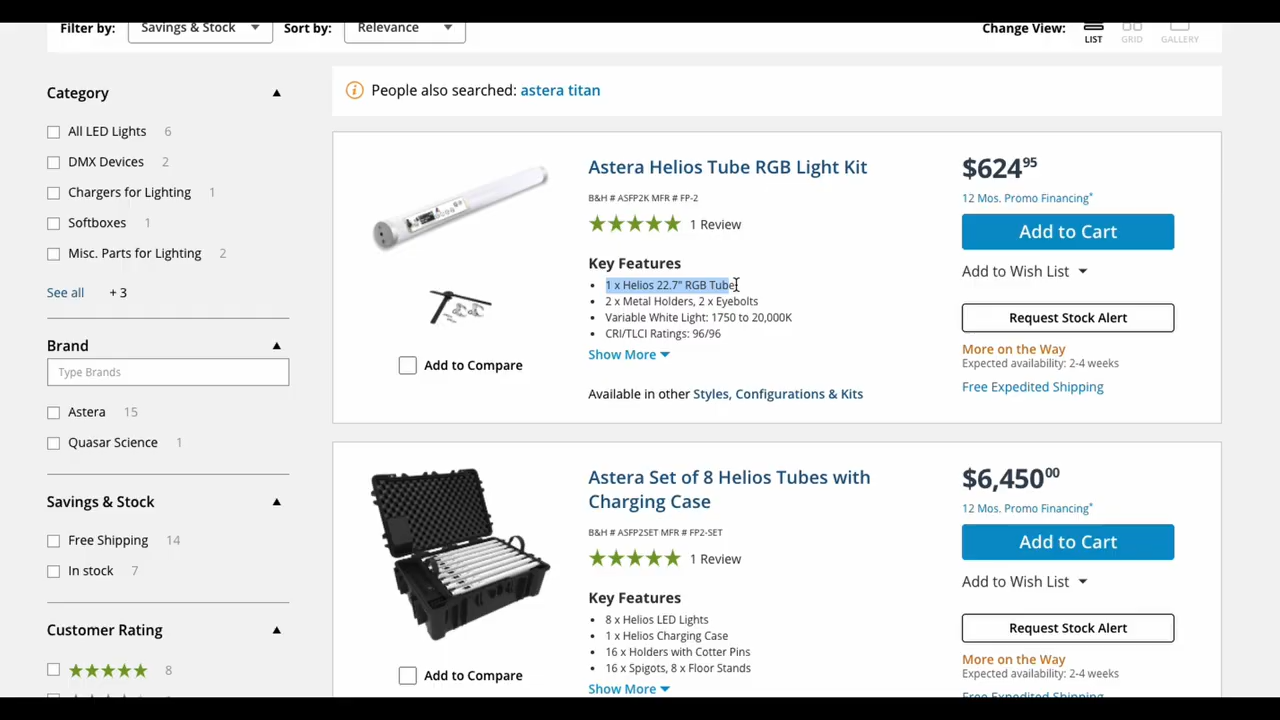 Filter by:
Savings & Stock
Sort by:
Relevance
Change View:
LIST
GRID
GALLERY
Category
All LED Lights 6
DMX Devices 2
Chargers for Lighting 1
Softboxes 1
Misc. Parts for Lighting 2
See all + 3
Brand
Type Brands
Astera 15
Quasar Science 1
Savings & Stock
Free Shipping 14
In stock 7
Customer Rating
8
People also searched: astera titan
Astera Helios Tube RGB Light Kit
B&H # ASFP2K MFR # FP-2
1 Review
Key Features
1 x Helios 22.7" RGB Tube
2 x Metal Holders, 2 x Eyebolts
Variable White Light: 1750 to 20,000K
CRI/TLCI Ratings: 96/96
Show More
Available in other Styles, Configurations & Kits
Add to Compare
$624 95
12 Mos. Promo Financing*
Add to Cart
Add to Wish List
Request Stock Alert
More on the Way
Expected availability: 2-4 weeks
Free Expedited Shipping
Astera Set of 8 Helios Tubes with
Charging Case
B&H # ASFP2SET MFR # FP2-SET
1 Review
Key Features
8 x Helios LED Lights
1 x Helios Charging Case
16 x Holders with Cotter Pins
16 x Spigots, 8 x Floor Stands
Show More
Add to Compare
$6,450 00
12 Mos. Promo Financing*
Add to Cart
Add to Wish List
Request Stock Alert
More on the Way
Expected availability: 2-4 weeks
Free Expedited Shipping